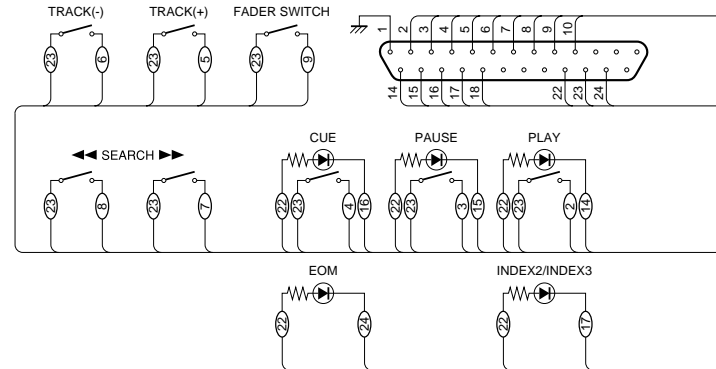 TRACK(-) TRACK(+) FADER SWITCH
1 2 3 4 5 6 7 8 9 10
23 6 23 5 23 9
14 15 16 17 18 22 23 24
◀◀ SEARCH ▶▶
CUE PAUSE PLAY
23 8 23 7 22 23 4 16 22 23 3 15 22 23 2 14
EOM INDEX2/INDEX3
22 24 22 17